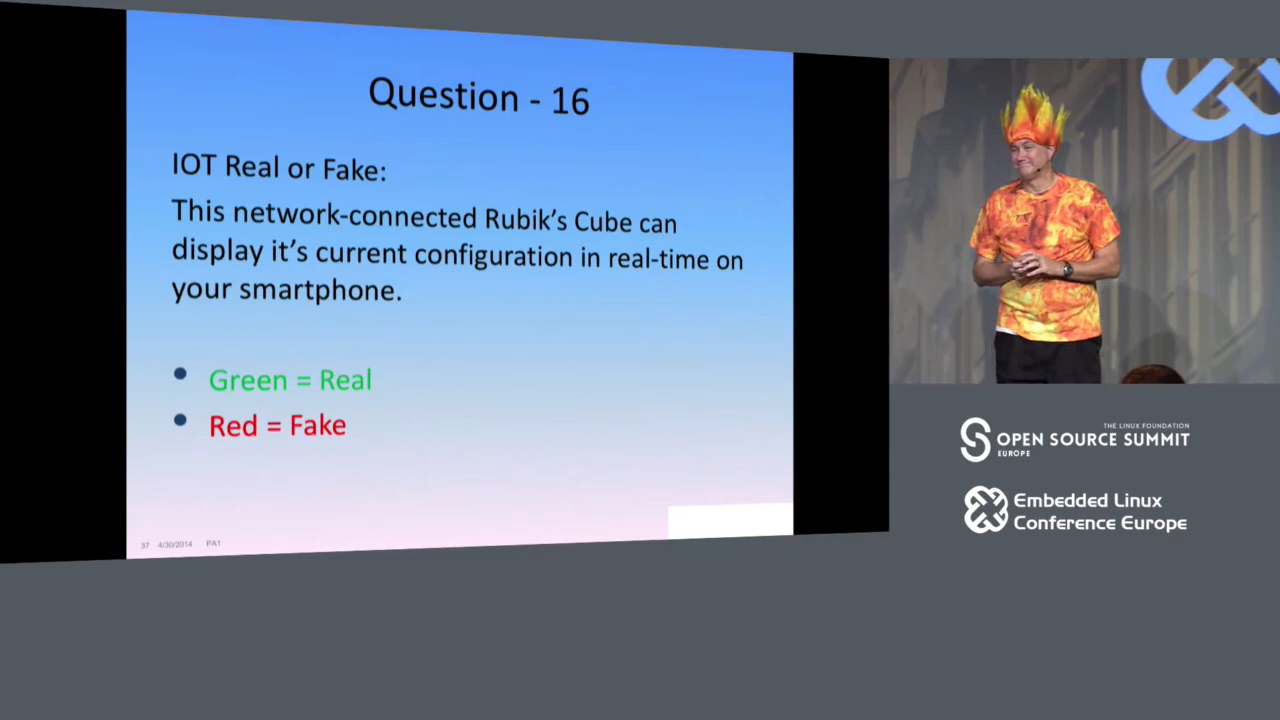 Question - 16
IOT Real or Fake:
This network-connected Rubik's Cube can
display it's current configuration in real-time on
your smartphone.
Green = Real
Red = Fake
37 4/30/2014 PA1
THE LINUX FOUNDATION
OPEN SOURCE SUMMIT
EUROPE
Embedded Linux
Conference Europe